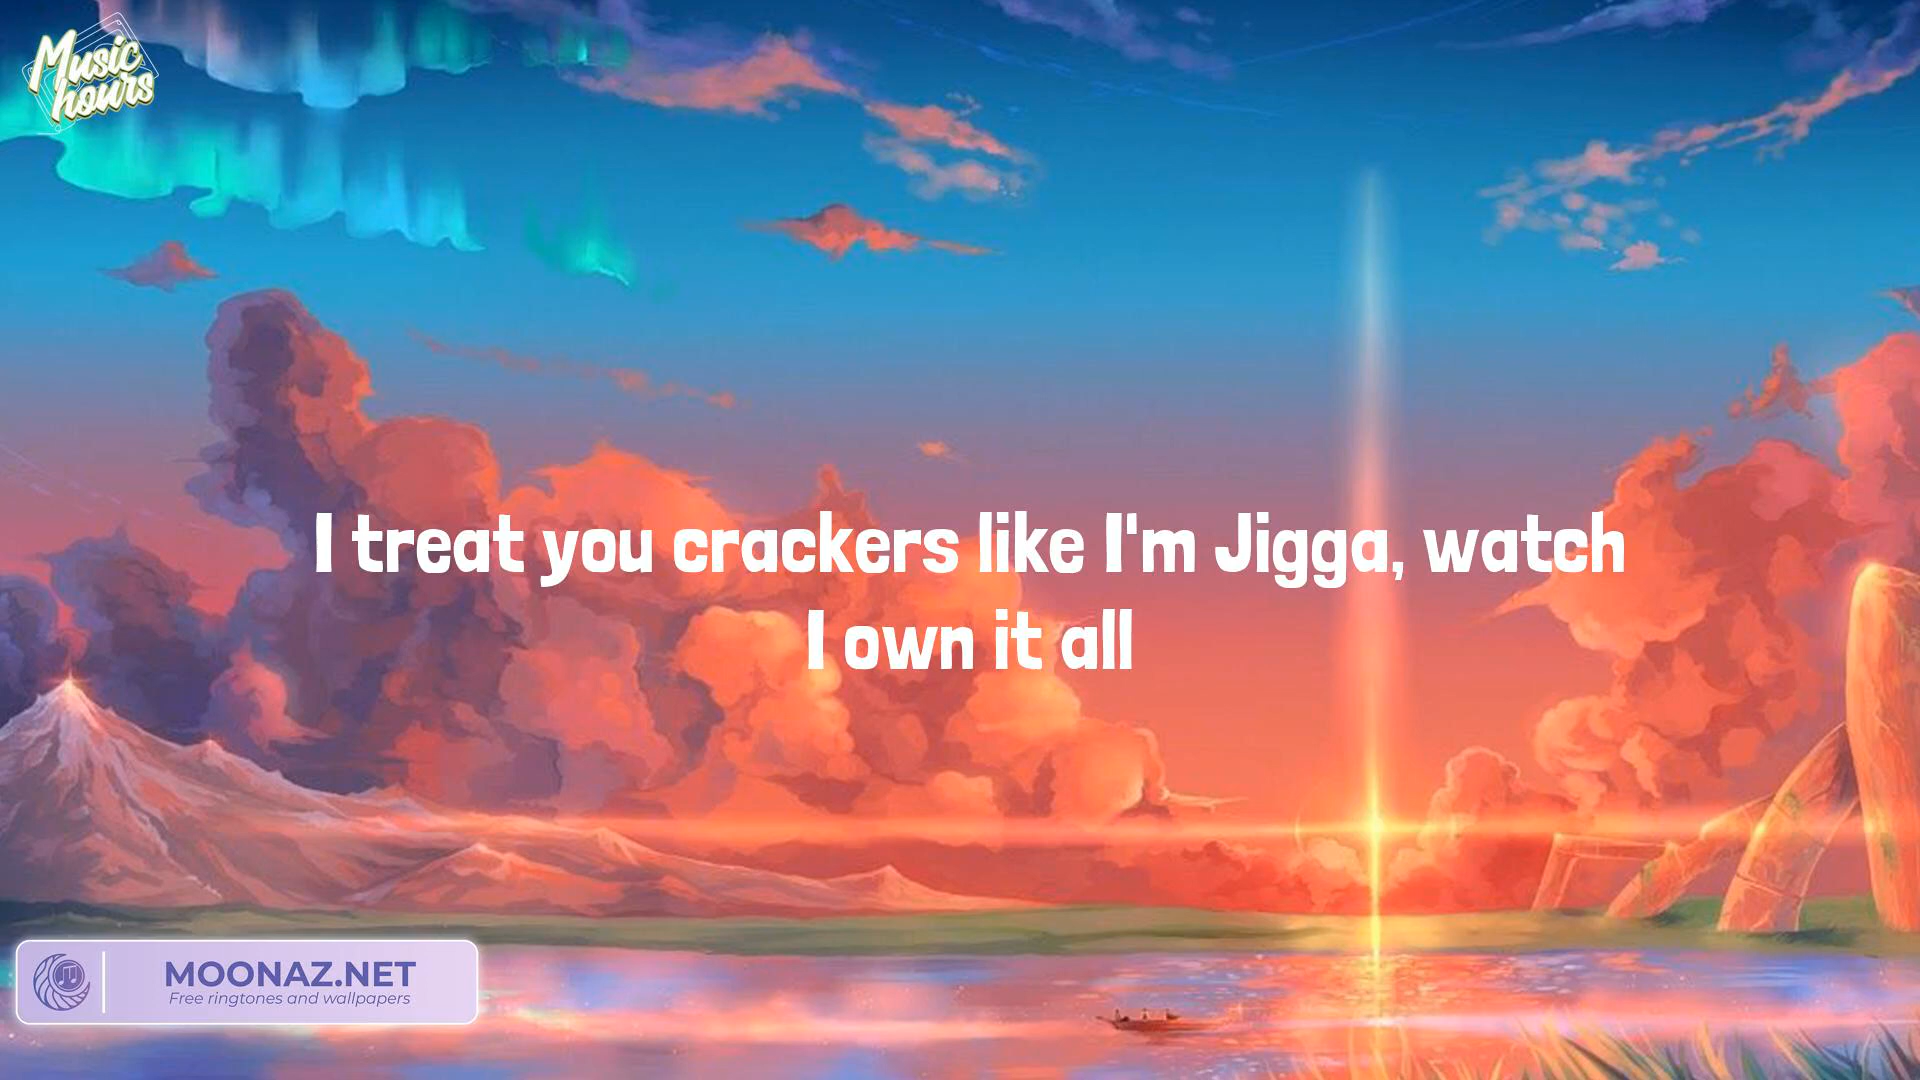 Music
hours
I treat you crackers like I'm Jigga, watch
I own it all
MOONAZ.NET
Free ringtones and wallpapers